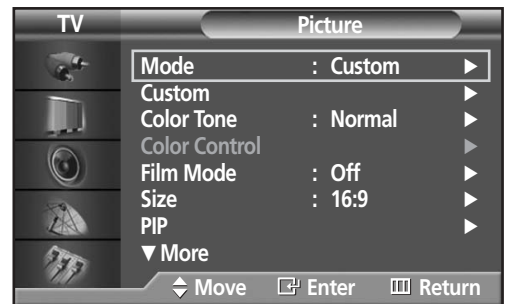 TV Picture
Mode : Custom ►
Custom ►
Color Tone : Normal ►
Color Control ►
Film Mode : Off ►
Size : 16:9 ►
PIP ►
▼ More
Move Enter Return